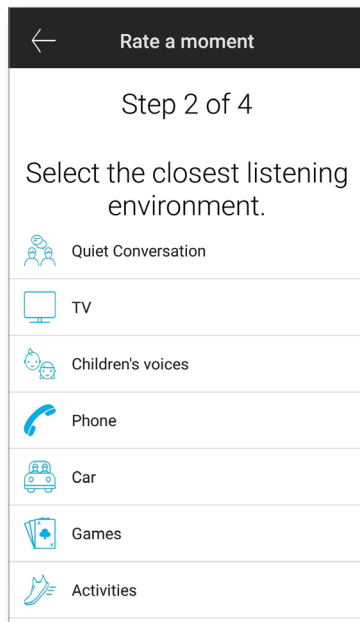 Rate a moment
Step 2 of 4
Select the closest listening
environment.
Quiet Conversation
TV
Children's voices
Phone
Car
Games
Activities